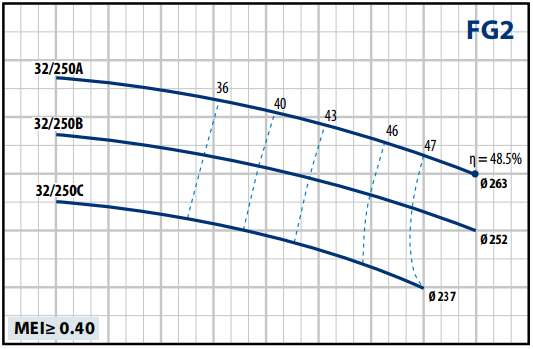 FG2
32/250A
36
40
43
46
47
η = 48.5%
Ø 263
32/250B
Ø 252
32/250C
Ø 237
MEI≥ 0.40